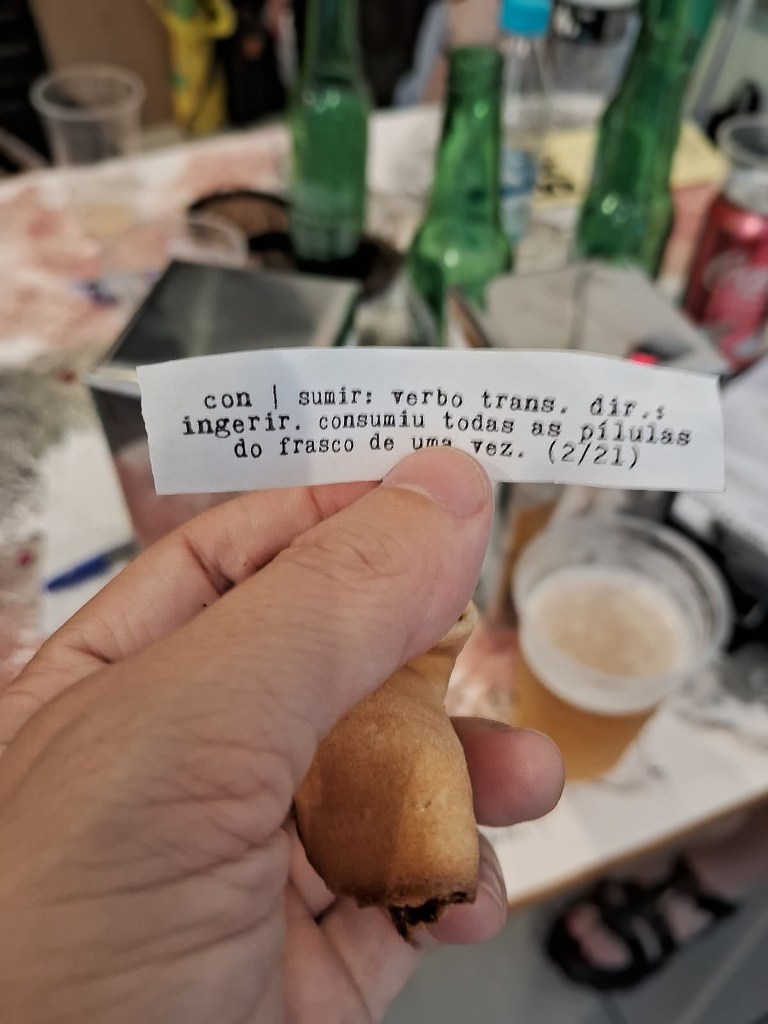 con | sumir: verbo trans. dir.:
ingerir. consumiu todas as pílulas
do frasco de uma vez. (2/21)